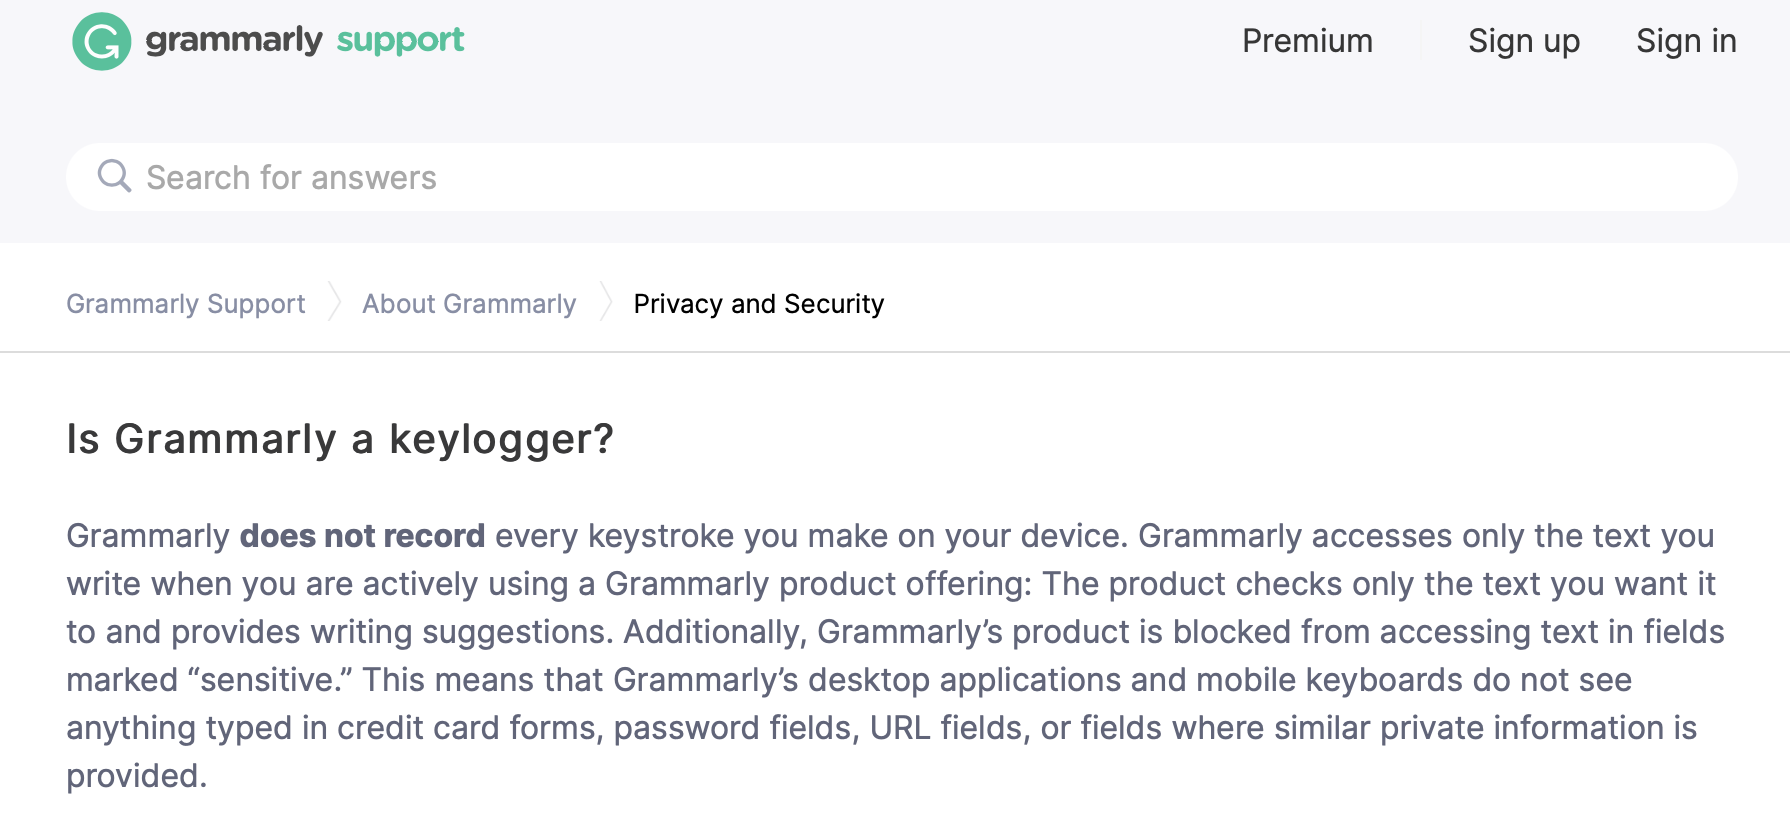 grammarly support
Premium
Sign up
Sign in
Search for answers
Grammarly Support
About Grammarly
Privacy and Security
Is Grammarly a keylogger?
Grammarly does not record every keystroke you make on your device. Grammarly accesses only the text you
write when you are actively using a Grammarly product offering: The product checks only the text you want it
to and provides writing suggestions. Additionally, Grammarly’s product is blocked from accessing text in fields
marked “sensitive.” This means that Grammarly’s desktop applications and mobile keyboards do not see
anything typed in credit card forms, password fields, URL fields, or fields where similar private information is
provided.